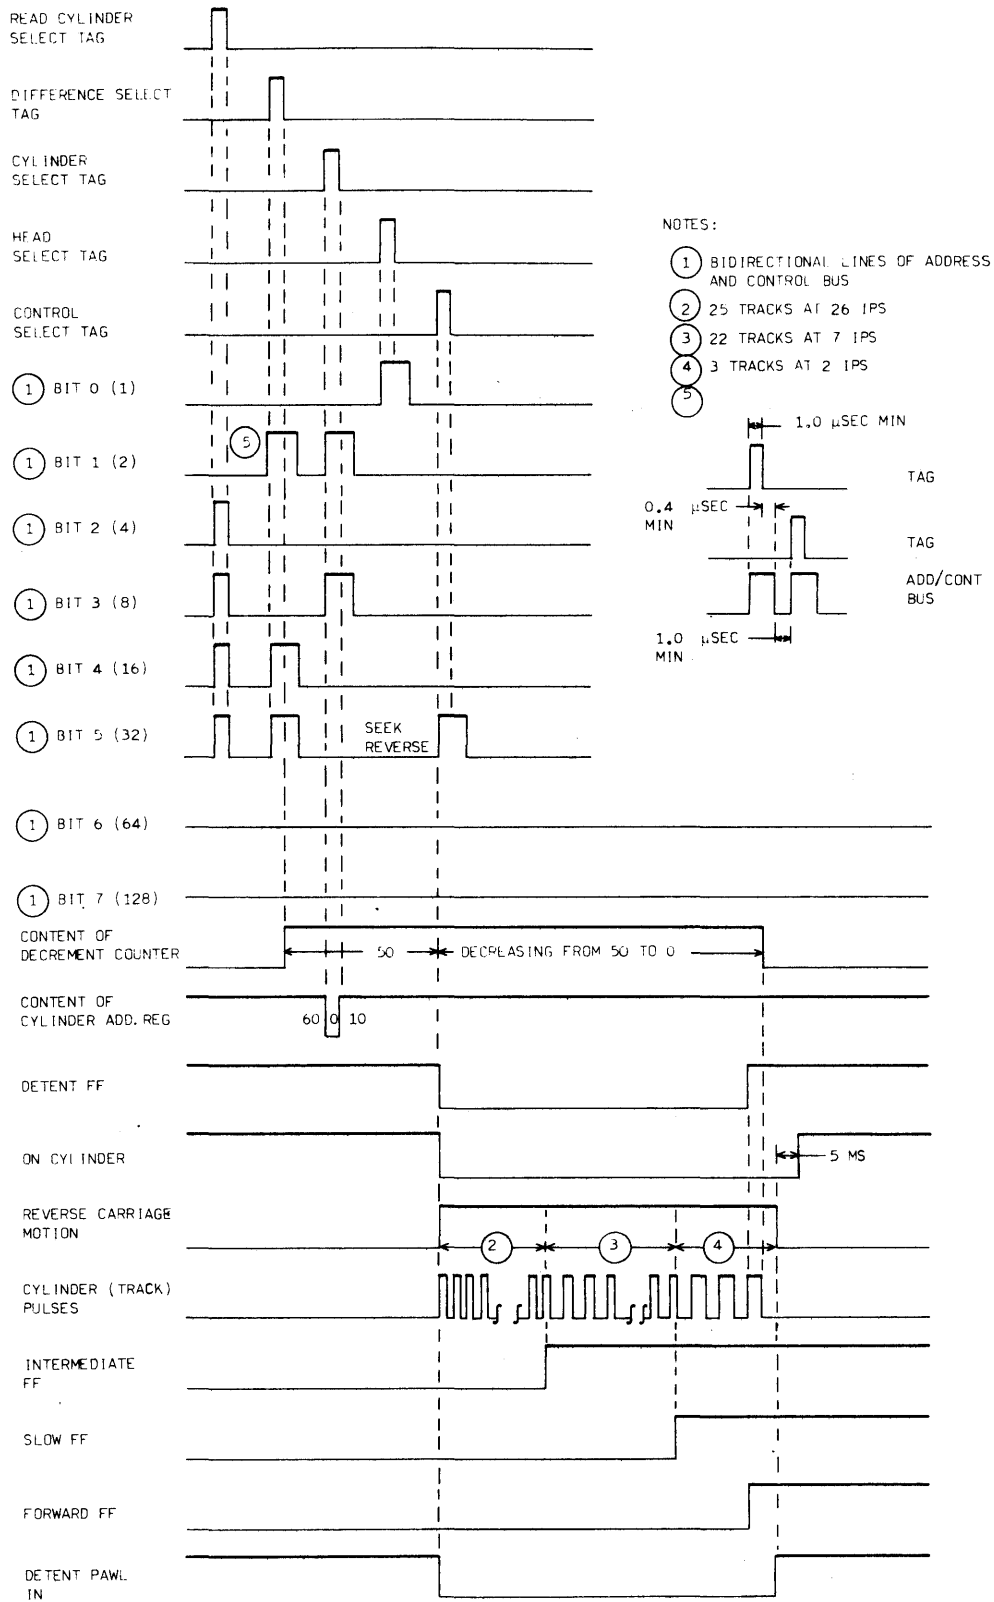 READ CYLINDER
SELECT TAG
DIFFERENCE SELECT
TAG
CYLINDER
SELECT TAG
HEAD
SELECT TAG
CONTROL
SELECT TAG
1 BIT 0 (1)
1 BIT 1 (2)
5
1 BIT 2 (4)
1 BIT 3 (8)
1 BIT 4 (16)
1 BIT 5 (32)
SEEK
REVERSE
1 BIT 6 (64)
1 BIT 7 (128)
NOTES:
1 BIDIRECTIONAL LINES OF ADDRESS
AND CONTROL BUS
2 25 TRACKS AT 26 IPS
3 22 TRACKS AT 7 IPS
4 3 TRACKS AT 2 IPS
5
1.0 μSEC MIN
TAG
0.4 μSEC
MIN
TAG
ADD/CONT
BUS
1.0 μSEC
MIN
CONTENT OF
DECREMENT COUNTER
50
DECREASING FROM 50 TO 0
CONTENT OF
CYLINDER ADD.REG
60 0 10
DETENT FF
ON CYLINDER
5 MS
REVERSE CARRIAGE
MOTION
2
3
4
CYLINDER (TRACK)
PULSES
INTERMEDIATE
FF
SLOW FF
FORWARD FF
DETENT PAWL
IN